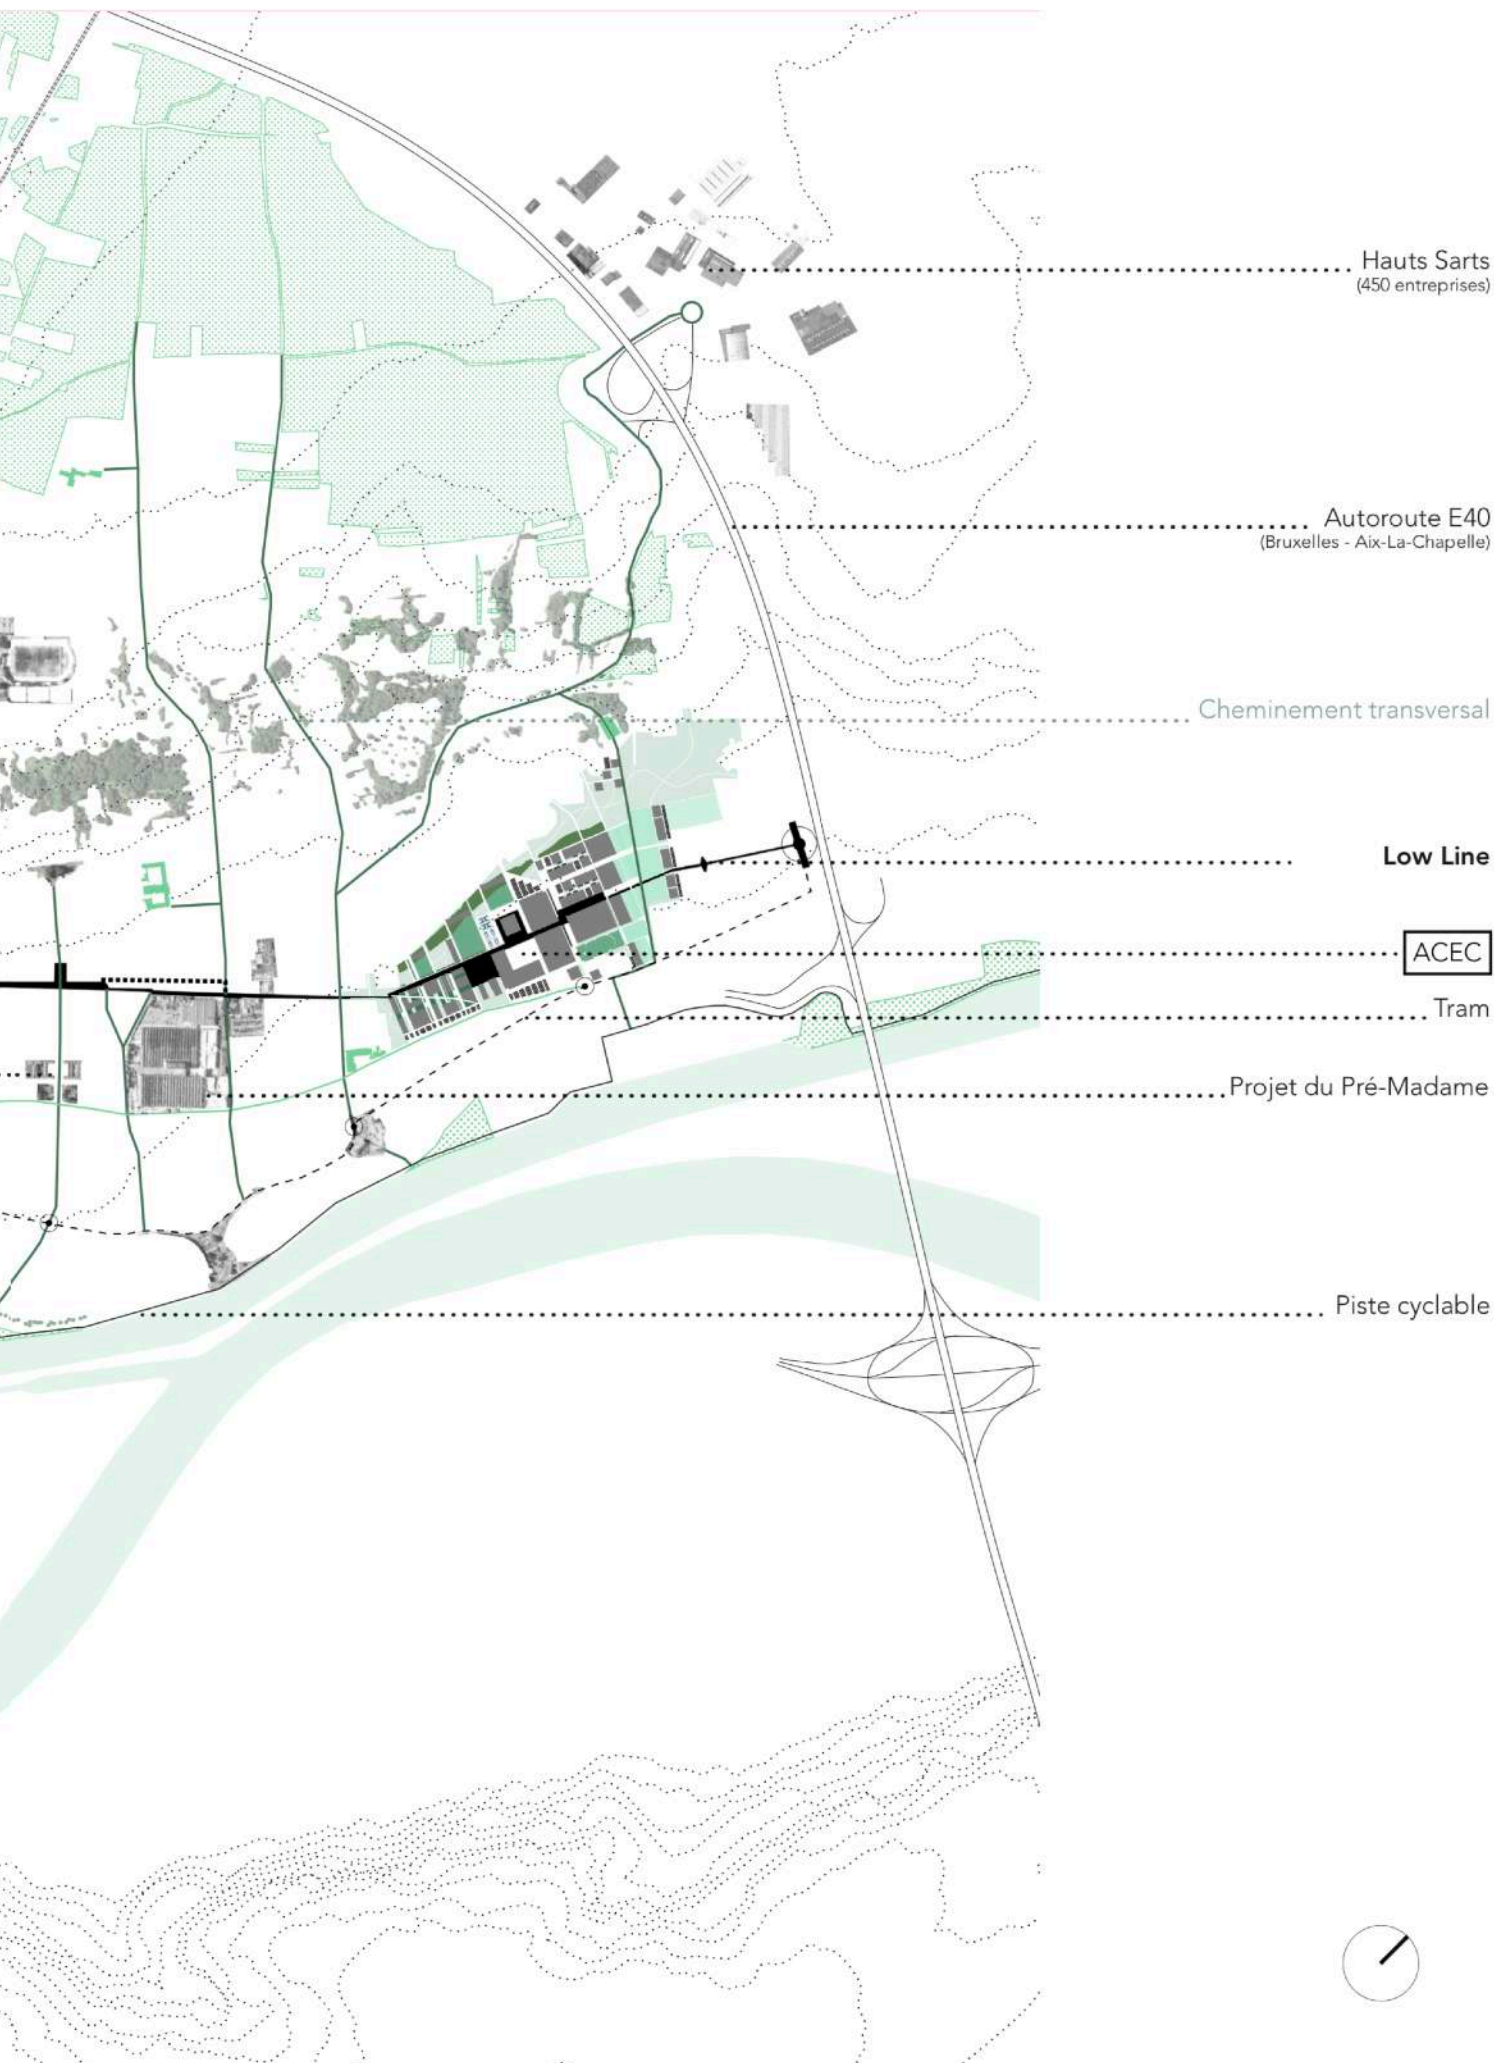 Hauts Sarts
(450 entreprises)
Autoroute E40
(Bruxelles - Aix-La-Chapelle)
Cheminement transversal
Low Line
ACEC
Tram
Projet du Pré-Madame
Piste cyclable